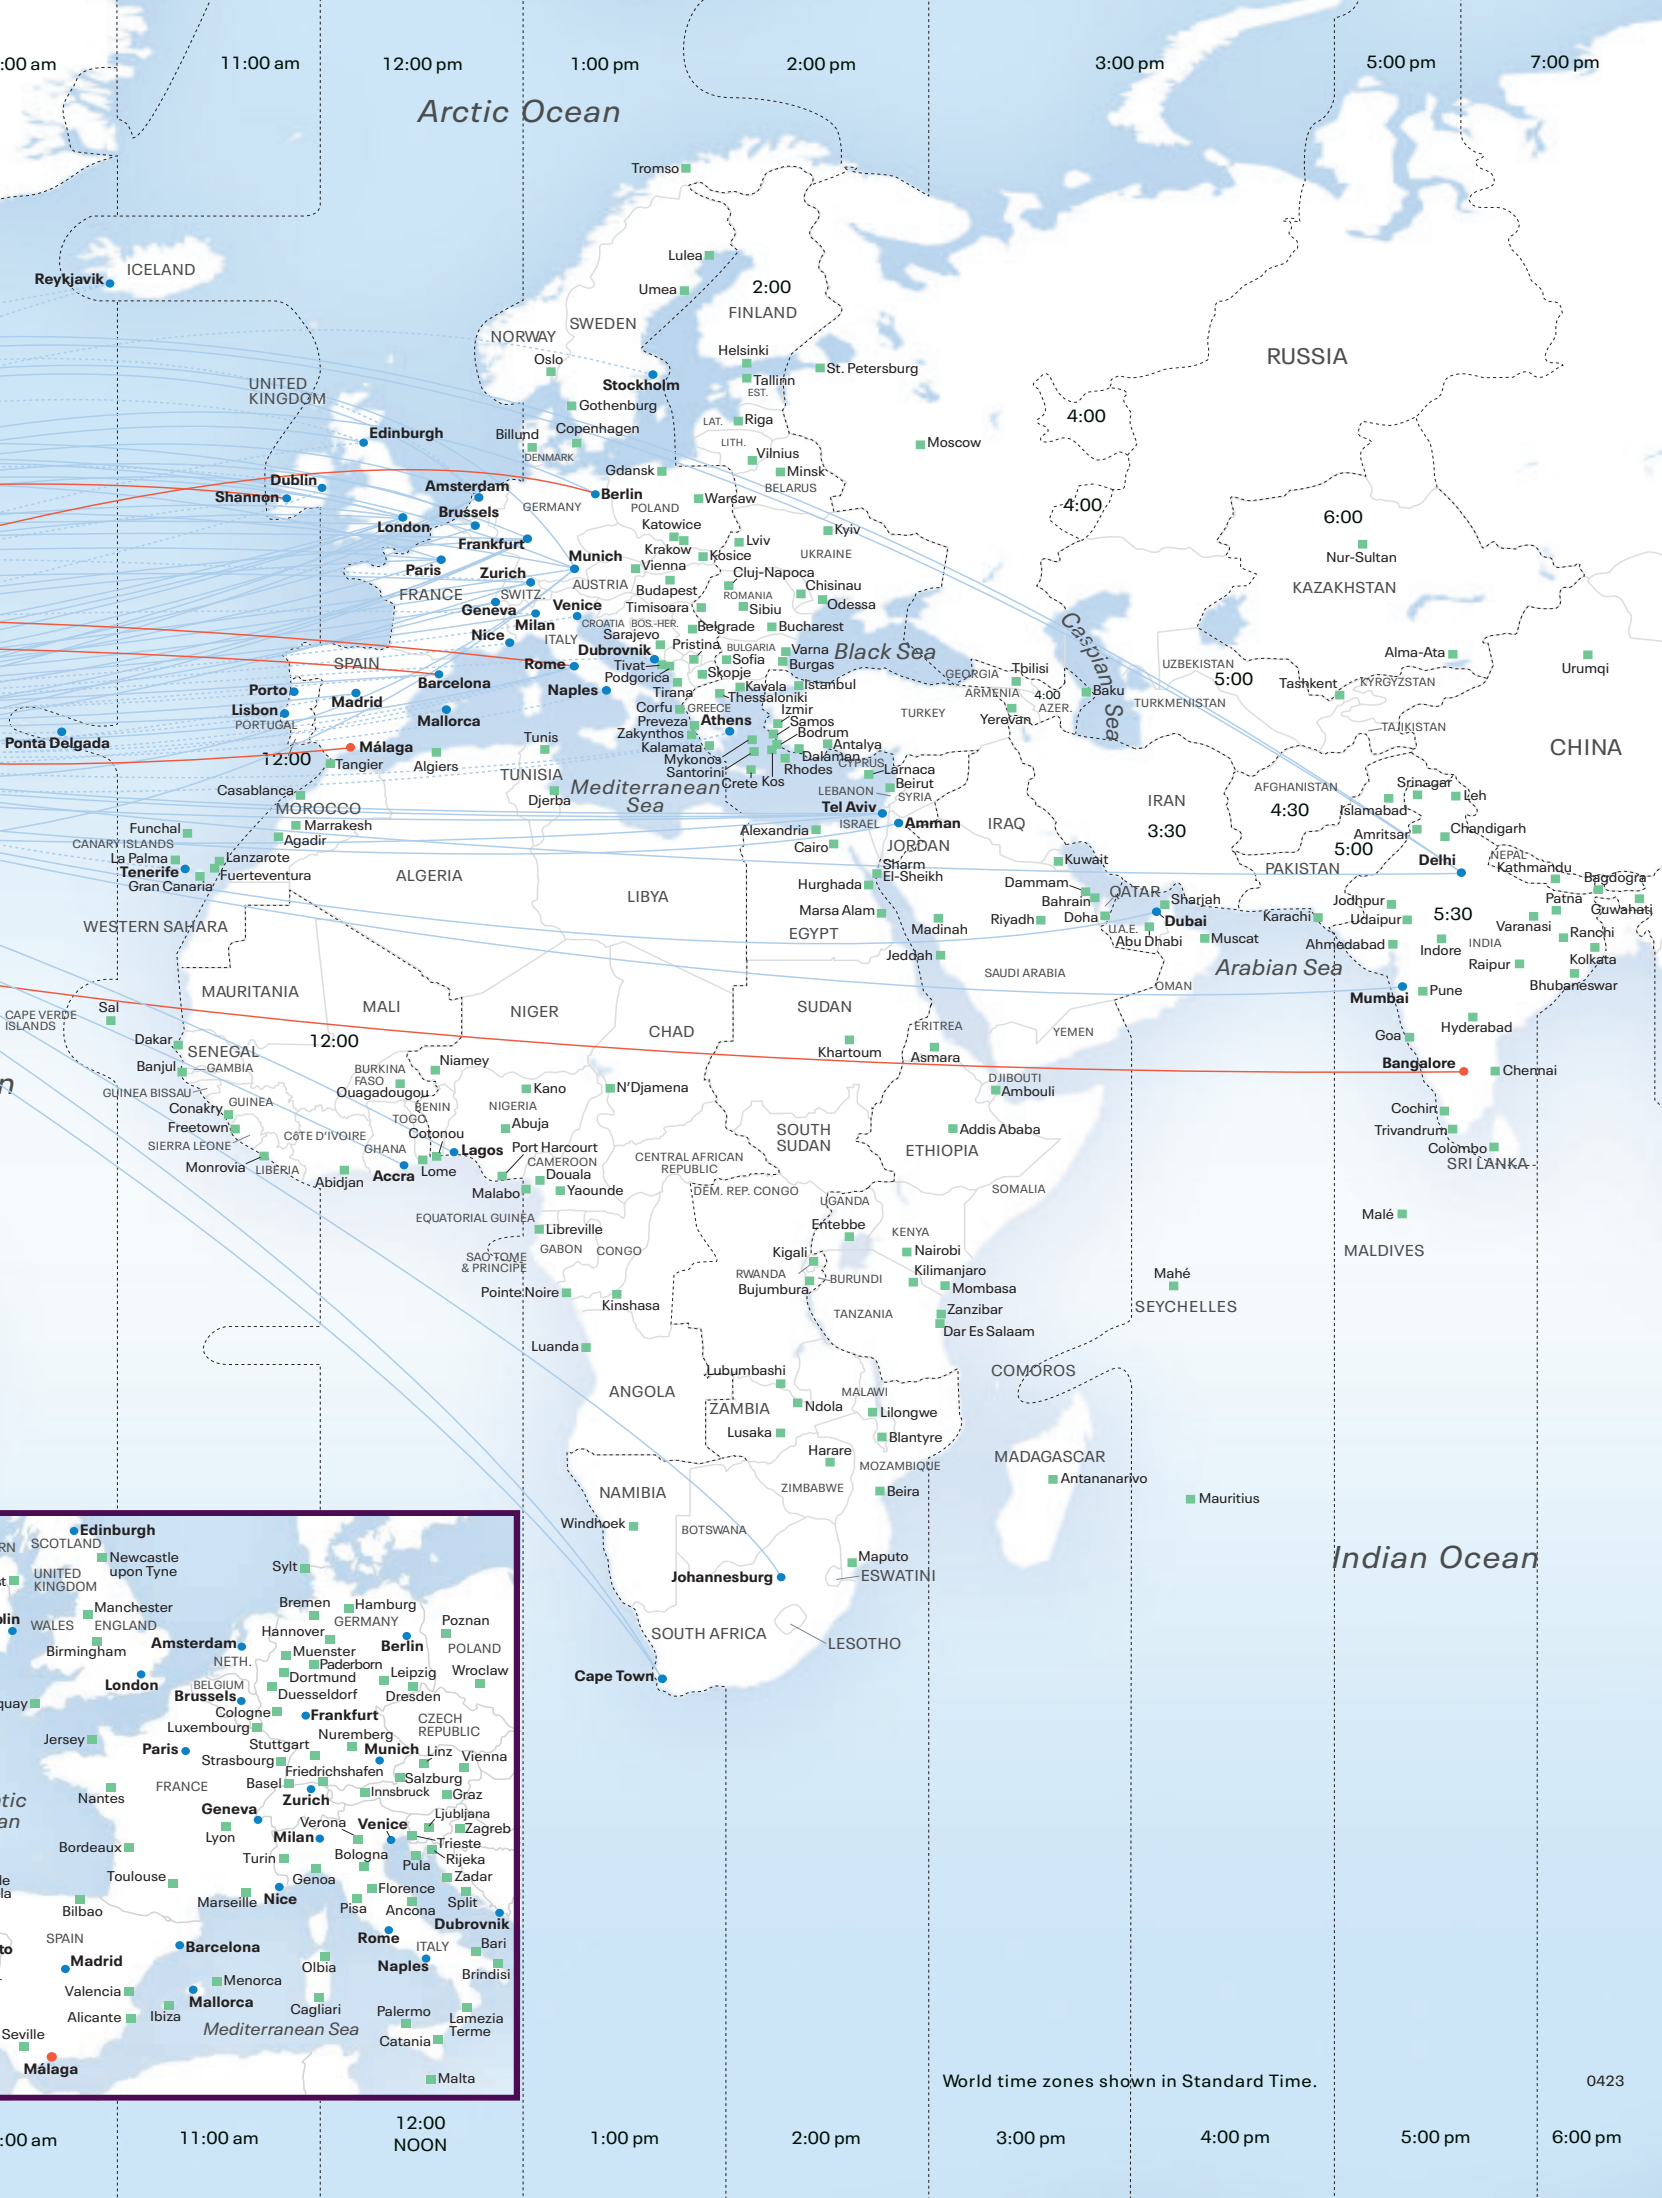 :00 am
11:00 am
12:00 pm
1:00 pm
2:00 pm
3:00 pm
5:00 pm
7:00 pm
Arctic Ocean
Tromso
Reykjavik
ICELAND
Lulea
Umea
2:00
FINLAND
SWEDEN
NORWAY
Oslo
Helsinki
Stockholm
Tallinn
EST.
St. Petersburg
RUSSIA
UNITED
KINGDOM
Gothenburg
4:00
LAT.
Riga
Edinburgh
Billund
Copenhagen
DENMARK
LITH.
Vilnius
Moscow
Gdansk
Minsk
BELARUS
Dublin
Shannon
Amsterdam
Berlin
Warsaw
4:00
GERMANY
POLAND
Brussels
London
Katowice
Kyiv
6:00
Nur-Sultan
KAZAKHSTAN
Frankfurt
Krakow
Lviv
Kosice
UKRAINE
Munich
Paris
Zurich
Vienna
Cluj-Napoca
AUSTRIA
Budapest
Chisinau
FRANCE
SWITZ.
ROMANIA
Geneva
Venice
Timisoara
Sibiu
Odessa
Milan
CROATIA
BOS.-HER.
Belgrade
Bucharest
Nice
ITALY
Sarajevo
Pristina
BULGARIA
Varna
Black Sea
Caspian Sea
Dubrovnik
Sofia
Burgas
SPAIN
Rome
Tivat
Podgorica
Skopje
GEORGIA
Tbilisi
UZBEKISTAN
Alma-Ata
Urumqi
Barcelona
Naples
Tirana
Kavala
Istanbul
Thessaloniki
ARMENIA
4:00
AZER.
Baku
5:00
Tashkent
KYRGYZSTAN
Porto
Madrid
Lisbon
PORTUGAL
Mallorca
Corfu
GREECE
Izmir
TURKEY
Yerevan
TURKMENISTAN
TAJIKISTAN
CHINA
Preveza
Athens
Samos
Zakynthos
Bodrum
Ponta Delgada
Málaga
Tunis
Kalamata
Antalya
Dalaman
12:00
Tangier
Algiers
Mykonos
Santorini
Rhodes
CYPRUS
Larnaca
TUNISIA
Mediterranean
Sea
Crete
Kos
Beirut
LEBANON
SYRIA
Casablanca
Djerba
MOROCCO
Tel Aviv
IRAN
AFGHANISTAN
4:30
Srinagar
Leh
Islamabad
Funchal
Marrakesh
Agadir
Alexandria
ISRAEL
Amman
IRAQ
3:30
Amritsar
Chandigarh
CANARY ISLANDS
Cairo
JORDAN
5:00
La Palma
Lanzarote
Tenerife
Fuerteventura
Gran Canaria
ALGERIA
LIBYA
Sharm
El-Sheikh
Kuwait
PAKISTAN
Delhi
NEPAL
Kathmandu
Bagdogra
Hurghada
Dammam
Bahrain
QATAR
Sharjah
Jodhpur
Patna
Guwahati
Marsa Alam
Madinah
Riyadh
Doha
Dubai
Karachi
Udaipur
5:30
Varanasi
WESTERN SAHARA
EGYPT
U.A.E.
Abu Dhabi
Muscat
Ahmedabad
Indore
INDIA
Ranchi
Kolkata
Jeddah
SAUDI ARABIA
Arabian Sea
OMAN
Raipur
Bhubaneswar
MAURITANIA
MALI
NIGER
SUDAN
Mumbai
Pune
CAPE VERDE
ISLANDS
Sal
Hyderabad
12:00
CHAD
ERITREA
YEMEN
Goa
Dakar
SENEGAL
Khartoum
Asmara
Banjul
GAMBIA
BURKINA
FASO
Niamey
Bangalore
Chennai
GUINEA BISSAU
Ouagadougou
Kano
N'Djamena
DJIBOUTI
Ambouli
Conakry
GUINEA
BENIN
NIGERIA
Cochin
Freetown
TOGO
Abuja
Trivandrum
SIERRA LEONE
CôTE D'IVOIRE
Cotonou
SOUTH
SUDAN
Addis Ababa
Colombo
GHANA
Lagos
Port Harcourt
ETHIOPIA
SRI LANKA
Monrovia
LIBERIA
Abidjan
Accra
Lome
CAMEROON
CENTRAL AFRICAN
REPUBLIC
Malabo
Douala
Yaounde
DEM. REP. CONGO
UGANDA
SOMALIA
EQUATORIAL GUINEA
Libreville
Entebbe
KENYA
Malé
SAO TOME
& PRINCIPE
GABON
CONGO
Kigali
Nairobi
MALDIVES
RWANDA
BURUNDI
Kilimanjaro
Mahé
Pointe Noire
Bujumbura
Mombasa
SEYCHELLES
Kinshasa
TANZANIA
Zanzibar
Dar Es Salaam
Luanda
Lubumbashi
COMOROS
ANGOLA
MALAWI
ZAMBIA
Ndola
Lilongwe
Lusaka
Blantyre
Harare
MOZAMBIQUE
MADAGASCAR
Antananarivo
NAMIBIA
ZIMBABWE
Beira
Mauritius
Windhoek
BOTSWANA
Maputo
Johannesburg
ESWATINI
Indian Ocean
SOUTH AFRICA
LESOTHO
Cape Town
Edinburgh
RN
SCOTLAND
Newcastle
upon Tyne
Sylt
UNITED
KINGDOM
Manchester
Bremen
Hamburg
GERMANY
Poznan
lin
WALES
ENGLAND
Hannover
Birmingham
Amsterdam
Berlin
NETH.
Muenster
POLAND
Paderborn
London
Dortmund
Leipzig
Wroclaw
BELGIUM
Brussels
Duesseldorf
Dresden
quay
Cologne
Frankfurt
CZECH
REPUBLIC
Luxembourg
Jersey
Nuremberg
Paris
Stuttgart
Munich
Linz
Vienna
Strasbourg
Friedrichshafen
FRANCE
Basel
Salzburg
Nantes
Zurich
Innsbruck
Graz
tic
an
Geneva
Verona
Venice
Ljubljana
Lyon
Milan
Zagreb
Trieste
Bordeaux
Turin
Bologna
Pula
Rijeka
Toulouse
Genoa
Zadar
le
la
Marseille
Nice
Florence
Pisa
Ancona
Split
Bilbao
Dubrovnik
SPAIN
Rome
ITALY
Bari
to
Madrid
Barcelona
Olbia
Naples
Brindisi
Valencia
Menorca
Mallorca
Alicante
Ibiza
Cagliari
Palermo
Lamezia
Terme
Seville
Mediterranean Sea
Catania
Málaga
Malta
World time zones shown in Standard Time.
0423
:00 am
11:00 am
12:00
NOON
1:00 pm
2:00 pm
3:00 pm
4:00 pm
5:00 pm
6:00 pm